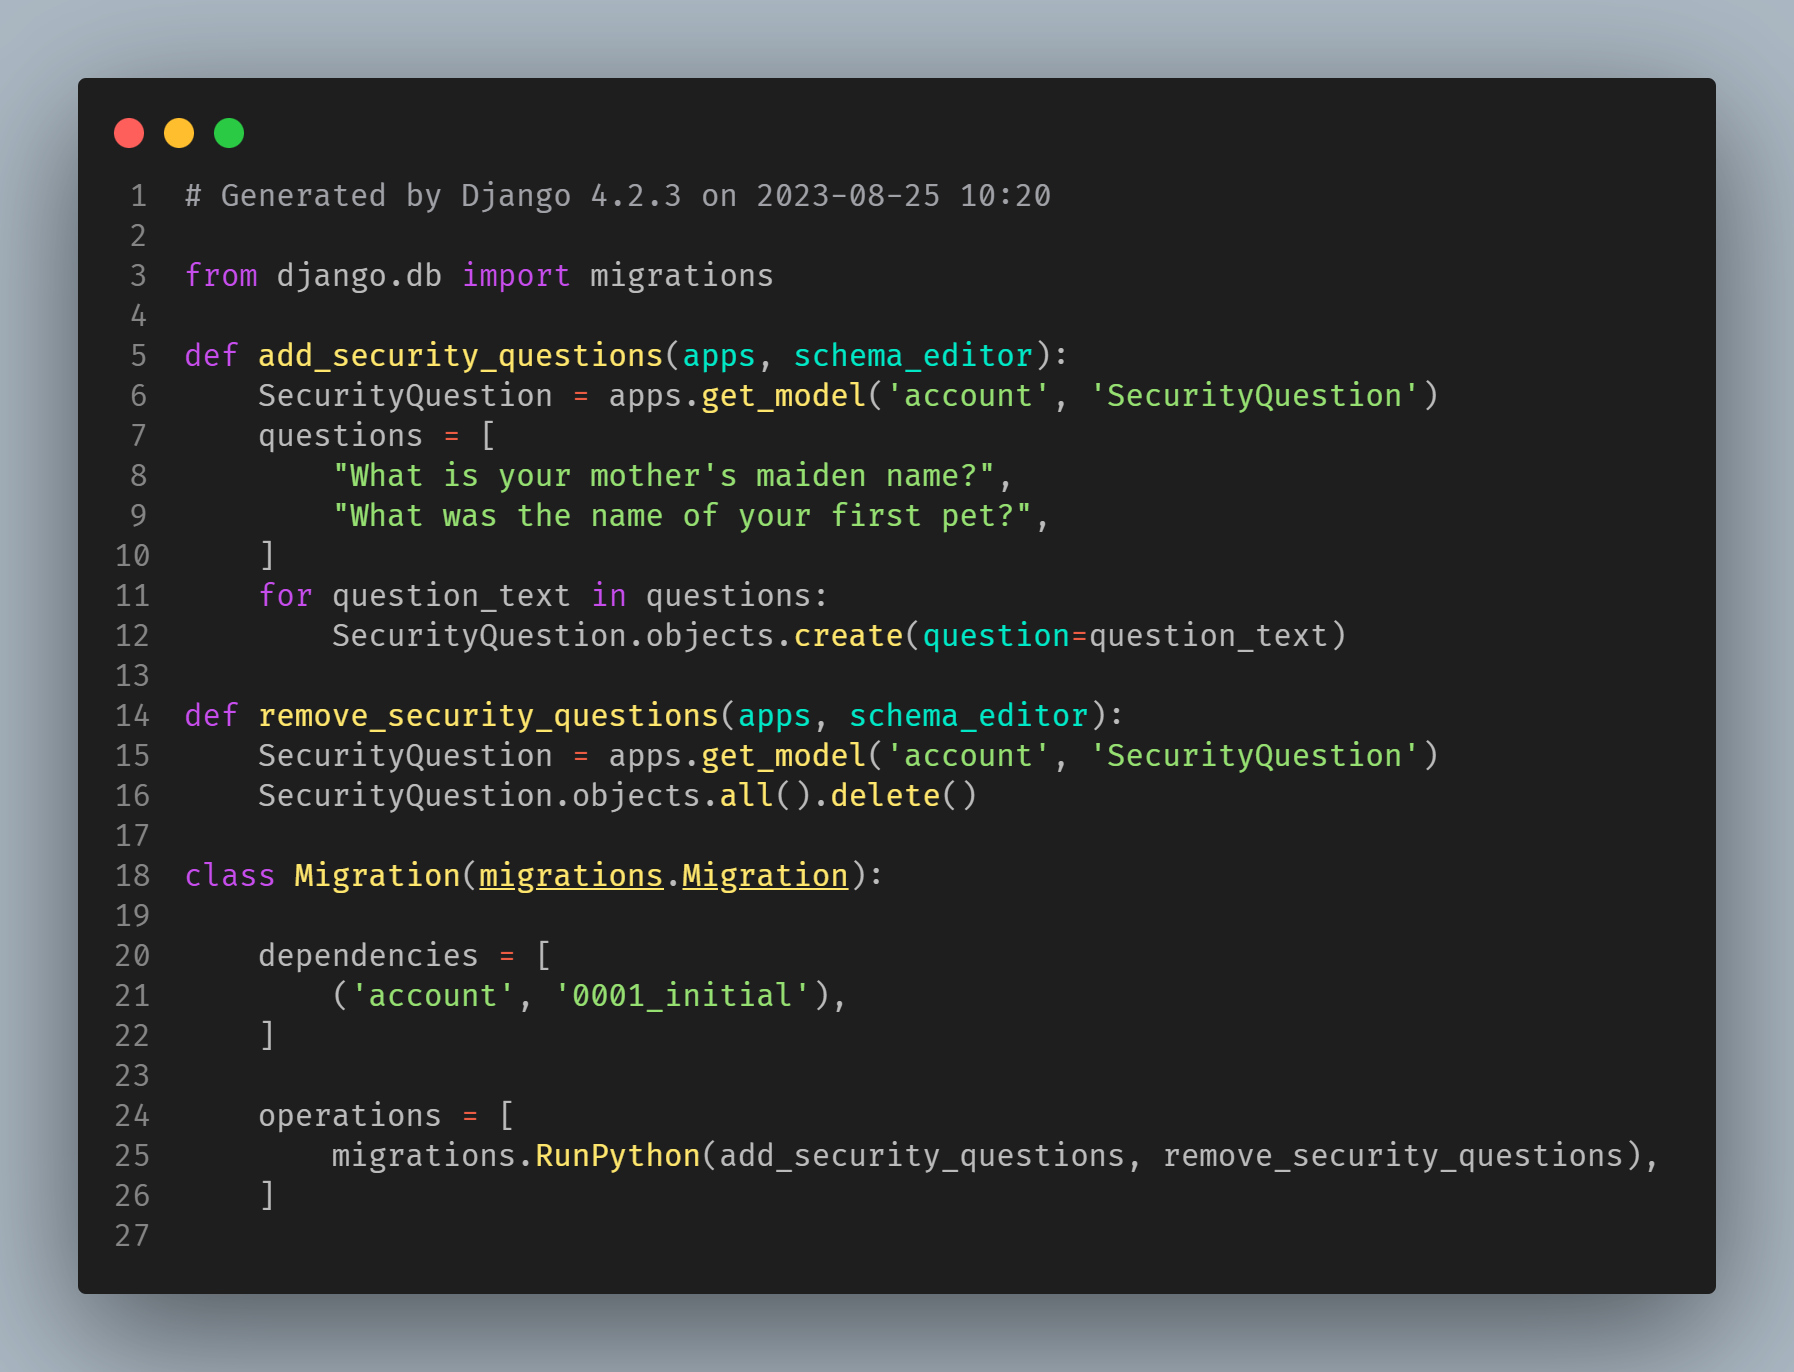 1 # Generated by Django 4.2.3 on 2023-08-25 10:20
2
3 from django.db import migrations
4
5 def add_security_questions(apps, schema_editor):
6     SecurityQuestion = apps.get_model('account', 'SecurityQuestion')
7     questions = [
8         "What is your mother's maiden name?",
9         "What was the name of your first pet?",
10     ]
11     for question_text in questions:
12         SecurityQuestion.objects.create(question=question_text)
13
14 def remove_security_questions(apps, schema_editor):
15     SecurityQuestion = apps.get_model('account', 'SecurityQuestion')
16     SecurityQuestion.objects.all().delete()
17
18 class Migration(migrations.Migration):
19
20     dependencies = [
21         ('account', '0001_initial'),
22     ]
23
24     operations = [
25         migrations.RunPython(add_security_questions, remove_security_questions),
26     ]
27